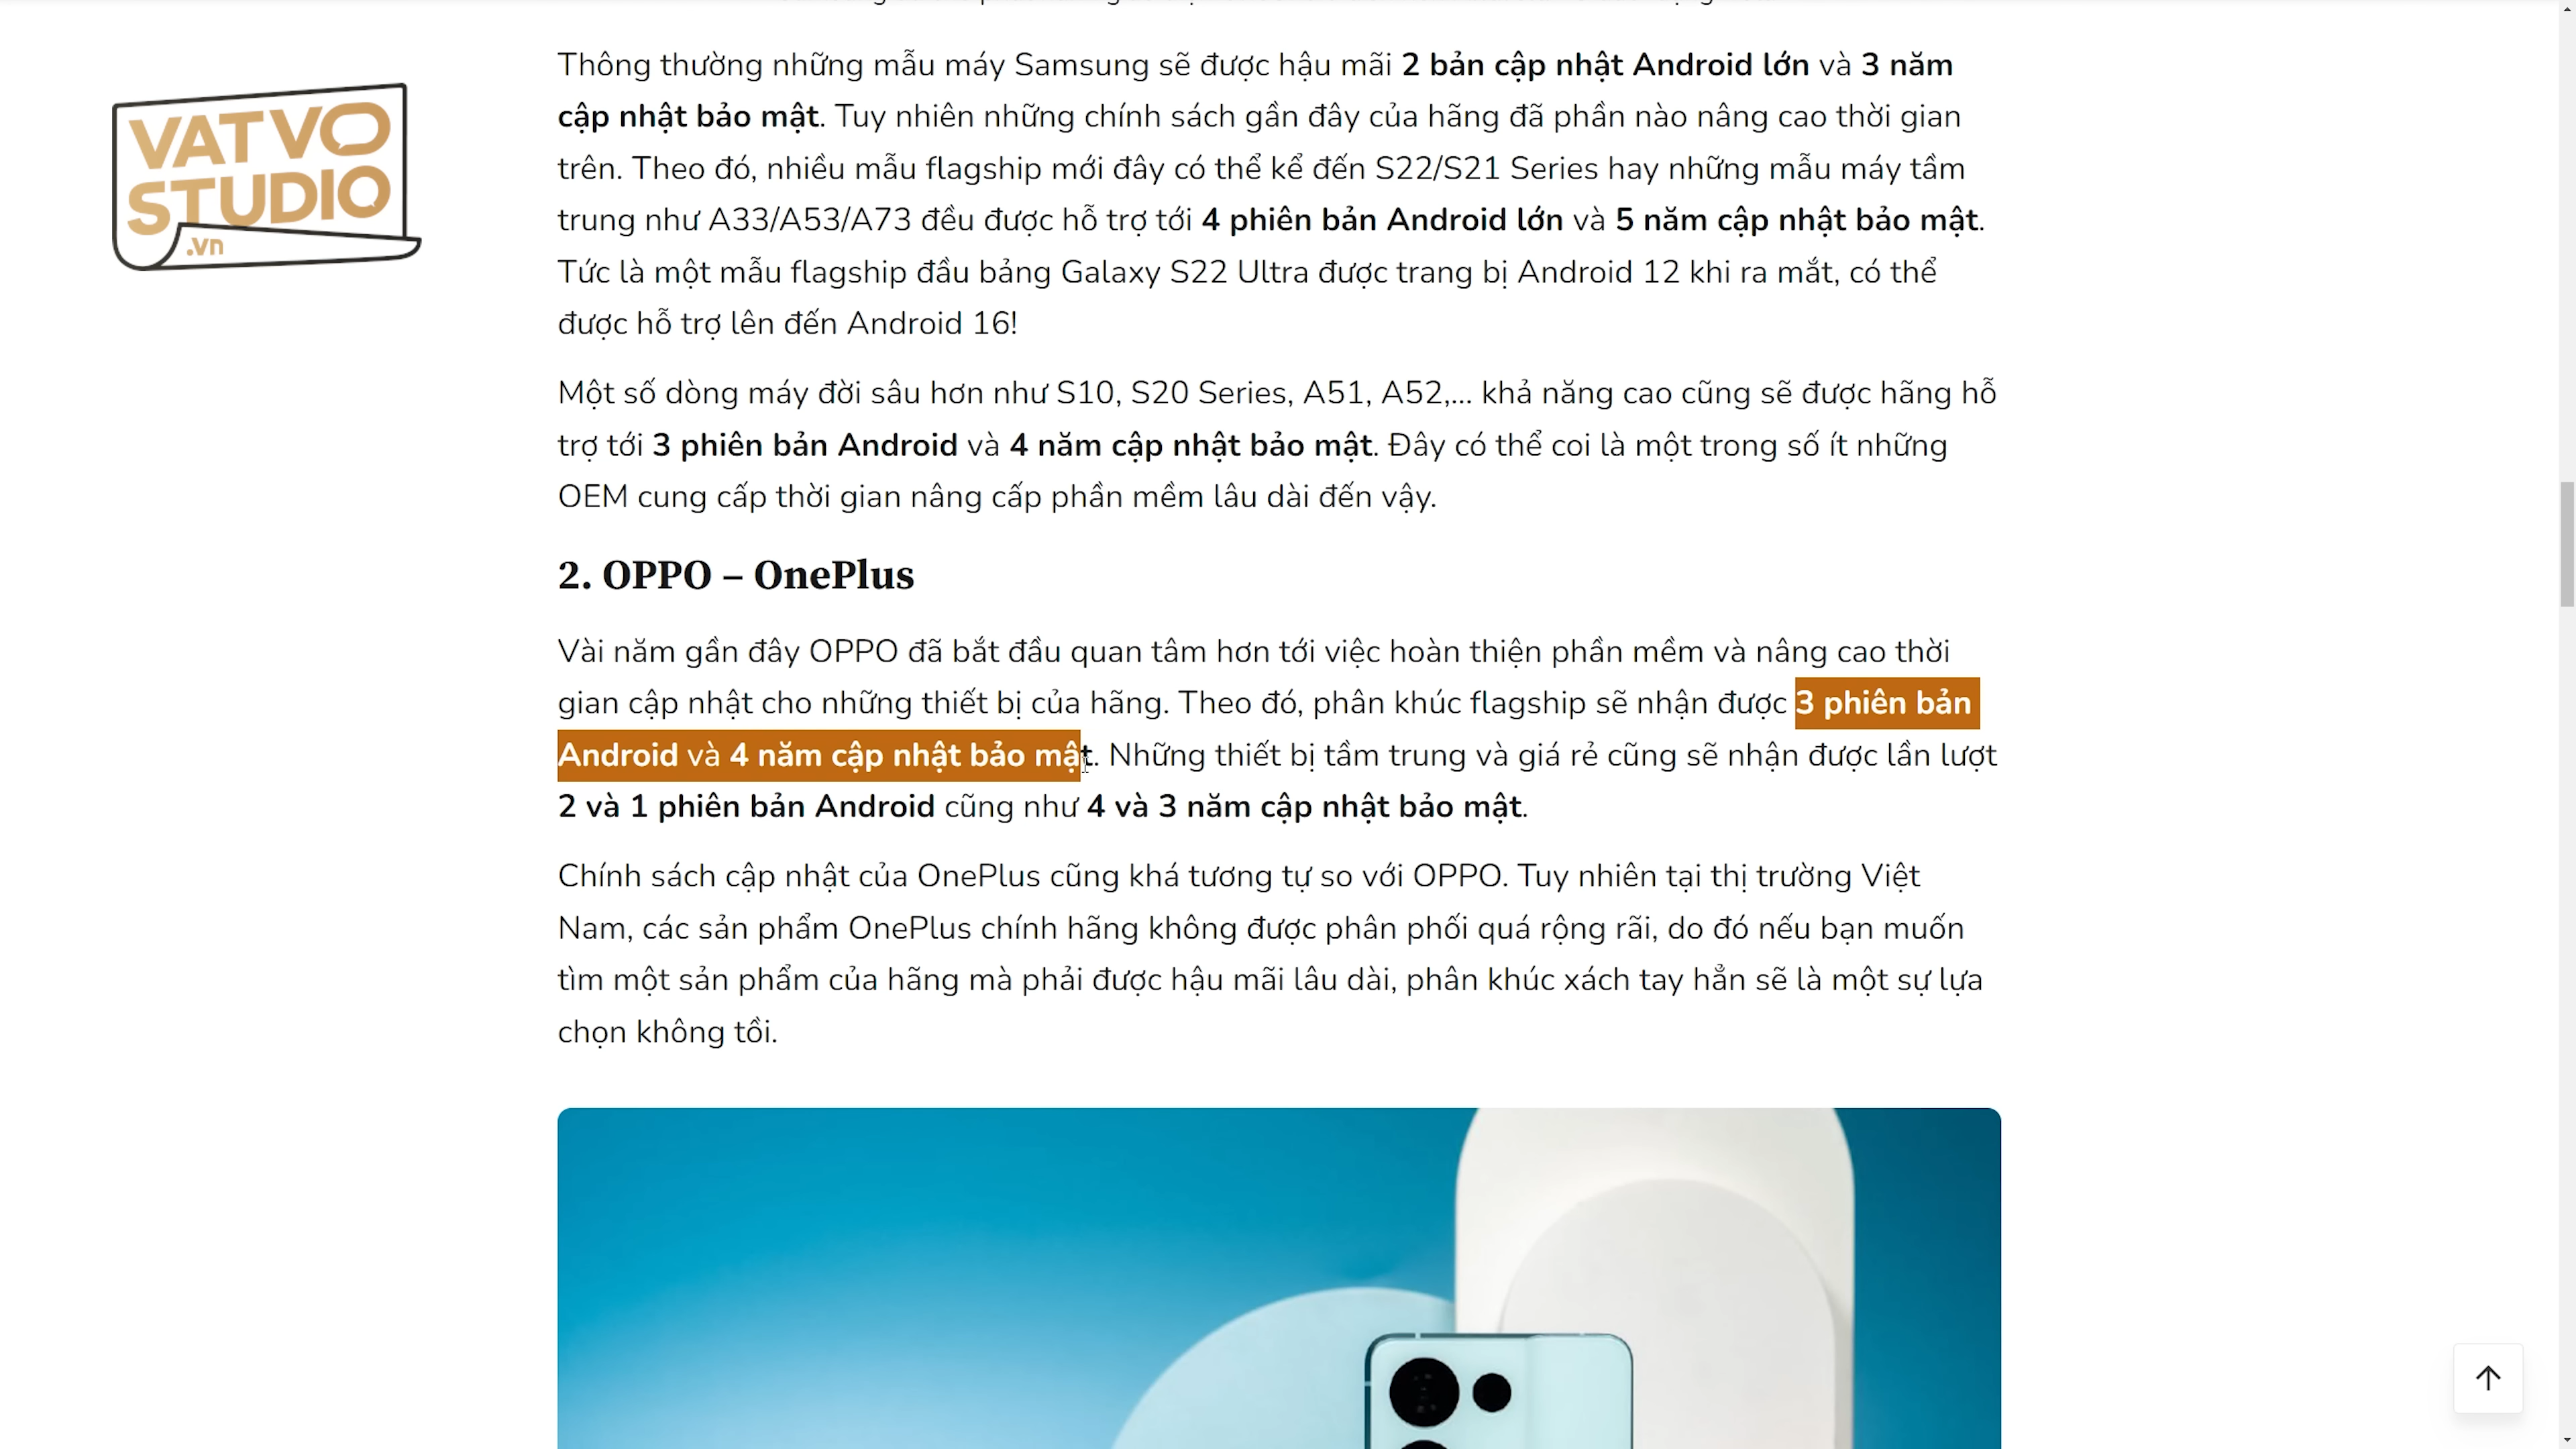 VATVO
STUDIO
.vn
Thông thường những mẫu máy Samsung sẽ được hậu mãi 2 bản cập nhật Android lớn và 3 năm
cập nhật bảo mật. Tuy nhiên những chính sách gần đây của hãng đã phần nào nâng cao thời gian
trên. Theo đó, nhiều mẫu flagship mới đây có thể kể đến S22/S21 Series hay những mẫu máy tầm
trung như A33/A53/A73 đều được hỗ trợ tới 4 phiên bản Android lớn và 5 năm cập nhật bảo mật.
Tức là một mẫu flagship đầu bảng Galaxy S22 Ultra được trang bị Android 12 khi ra mắt, có thể
được hỗ trợ lên đến Android 16!
Một số dòng máy đời sâu hơn như S10, S20 Series, A51, A52,... khả năng cao cũng sẽ được hãng hỗ
trợ tới 3 phiên bản Android và 4 năm cập nhật bảo mật. Đây có thể coi là một trong số ít những
OEM cung cấp thời gian nâng cấp phần mềm lâu dài đến vậy.
2. OPPO – OnePlus
Vài năm gần đây OPPO đã bắt đầu quan tâm hơn tới việc hoàn thiện phần mềm và nâng cao thời
gian cập nhật cho những thiết bị của hãng. Theo đó, phân khúc flagship sẽ nhận được 3 phiên bản
Android và 4 năm cập nhật bảo mật. Những thiết bị tầm trung và giá rẻ cũng sẽ nhận được lần lượt
2 và 1 phiên bản Android cũng như 4 và 3 năm cập nhật bảo mật.
Chính sách cập nhật của OnePlus cũng khá tương tự so với OPPO. Tuy nhiên tại thị trường Việt
Nam, các sản phẩm OnePlus chính hãng không được phân phối quá rộng rãi, do đó nếu bạn muốn
tìm một sản phẩm của hãng mà phải được hậu mãi lâu dài, phân khúc xách tay hẳn sẽ là một sự lựa
chọn không tồi.